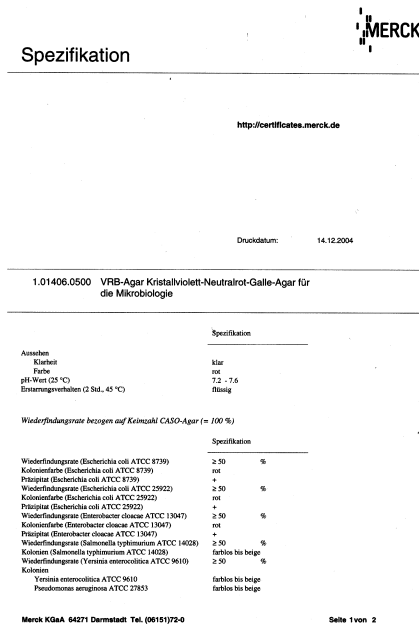 MERCK
Spezifikation
http://certificates.merck.de
Druckdatum: 14.12.2004
1.01406.0500 VRB-Agar Kristallviolett-Neutralrot-Galle-Agar für
die Mikrobiologie
Spezifikation
Aussehen
Klarheit klar
Farbe rot
pH-Wert (25 °C) 7.2 - 7.6
Erstarrungsverhalten (2 Std., 45 °C) flüssig
Wiederfindungsrate bezogen auf Keimzahl CASO-Agar (= 100 %)
Spezifikation
Wiederfindungsrate (Escherichia coli ATCC 8739) ≥ 50 %
Kolonienfarbe (Escherichia coli ATCC 8739) rot
Präzipitat (Escherichia coli ATCC 8739) +
Wiederfindungsrate (Escherichia coli ATCC 25922) ≥ 50 %
Kolonienfarbe (Escherichia coli ATCC 25922) rot
Präzipitat (Escherichia coli ATCC 25922) +
Wiederfindungsrate (Enterobacter cloacae ATCC 13047) ≥ 50 %
Kolonienfarbe (Enterobacter cloacae ATCC 13047) rot
Präzipitat (Enterobacter cloacae ATCC 13047) +
Wiederfindungsrate (Salmonella typhimurium ATCC 14028) ≥ 50 %
Kolonien (Salmonella typhimurium ATCC 14028) farblos bis beige
Wiederfindungsrate (Yersinia enterocolitica ATCC 9610) ≥ 50 %
Kolonien
Yersinia enterocolitica ATCC 9610 farblos bis beige
Pseudomonas aeruginosa ATCC 27853 farblos bis beige
Merck KGaA 64271 Darmstadt Tel. (06151)72-0 Seite 1 von 2